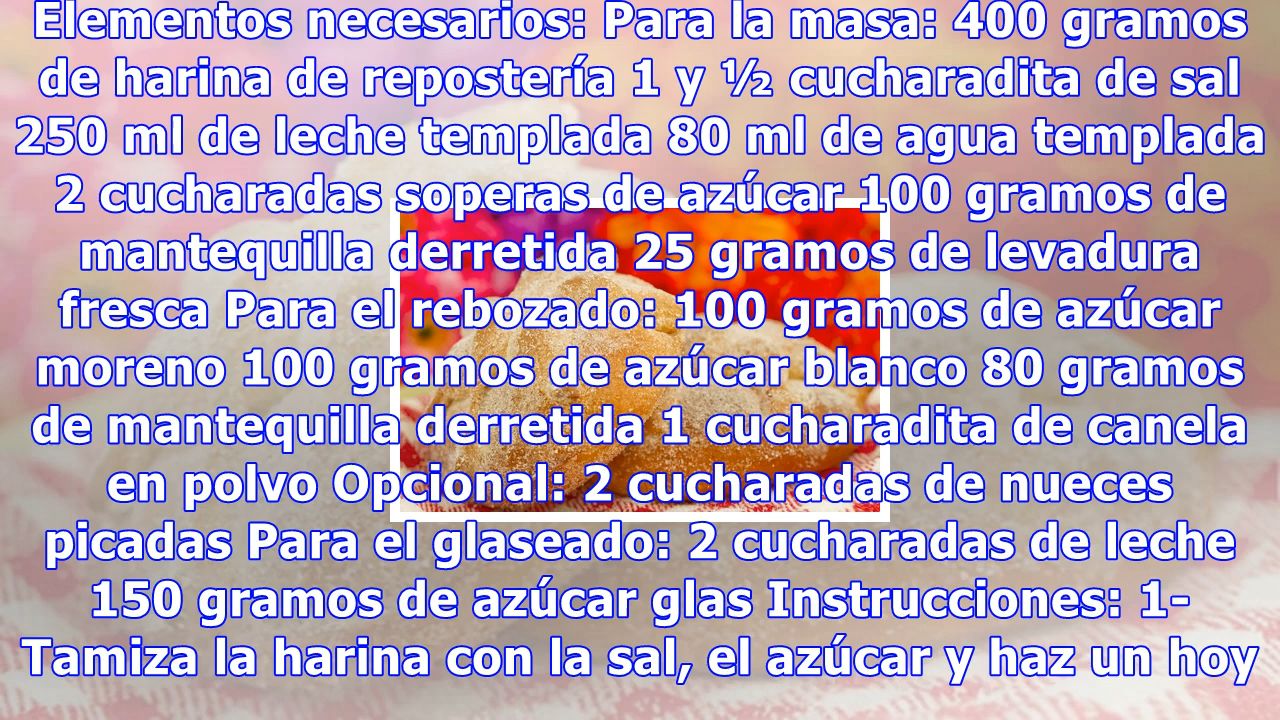 Elementos necesarios: Para la masa: 400 gramos
de harina de repostería 1 y ½ cucharadita de sal
250 ml de leche templada 80 ml de agua templada
2 cucharadas soperas de azúcar 100 gramos de
mantequilla derretida 25 gramos de levadura
fresca Para el rebozado: 100 gramos de azúcar
moreno 100 gramos de azúcar blanco 80 gramos
de mantequilla derretida 1 cucharadita de canela
en polvo Opcional: 2 cucharadas de nueces
picadas Para el glaseado: 2 cucharadas de leche
150 gramos de azúcar glas Instrucciones: 1-
Tamiza la harina con la sal, el azúcar y haz un hoy